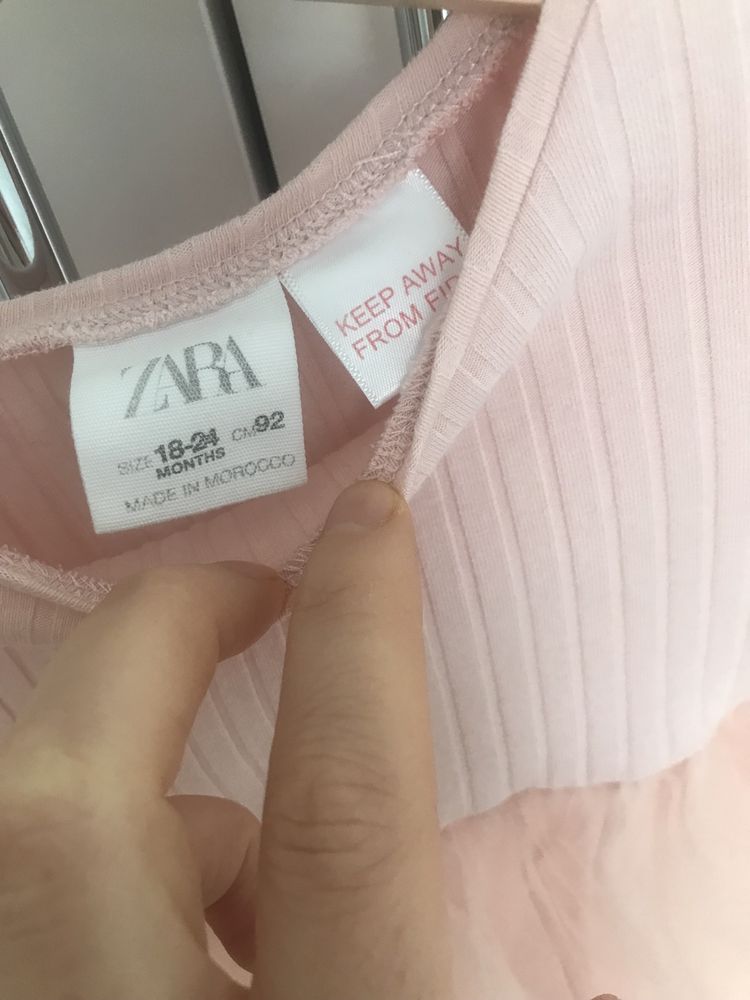 ZARA
SIZE 18-24 CM 92
MONTHS
MADE IN MOROCCO
KEEP AWAY
FROM